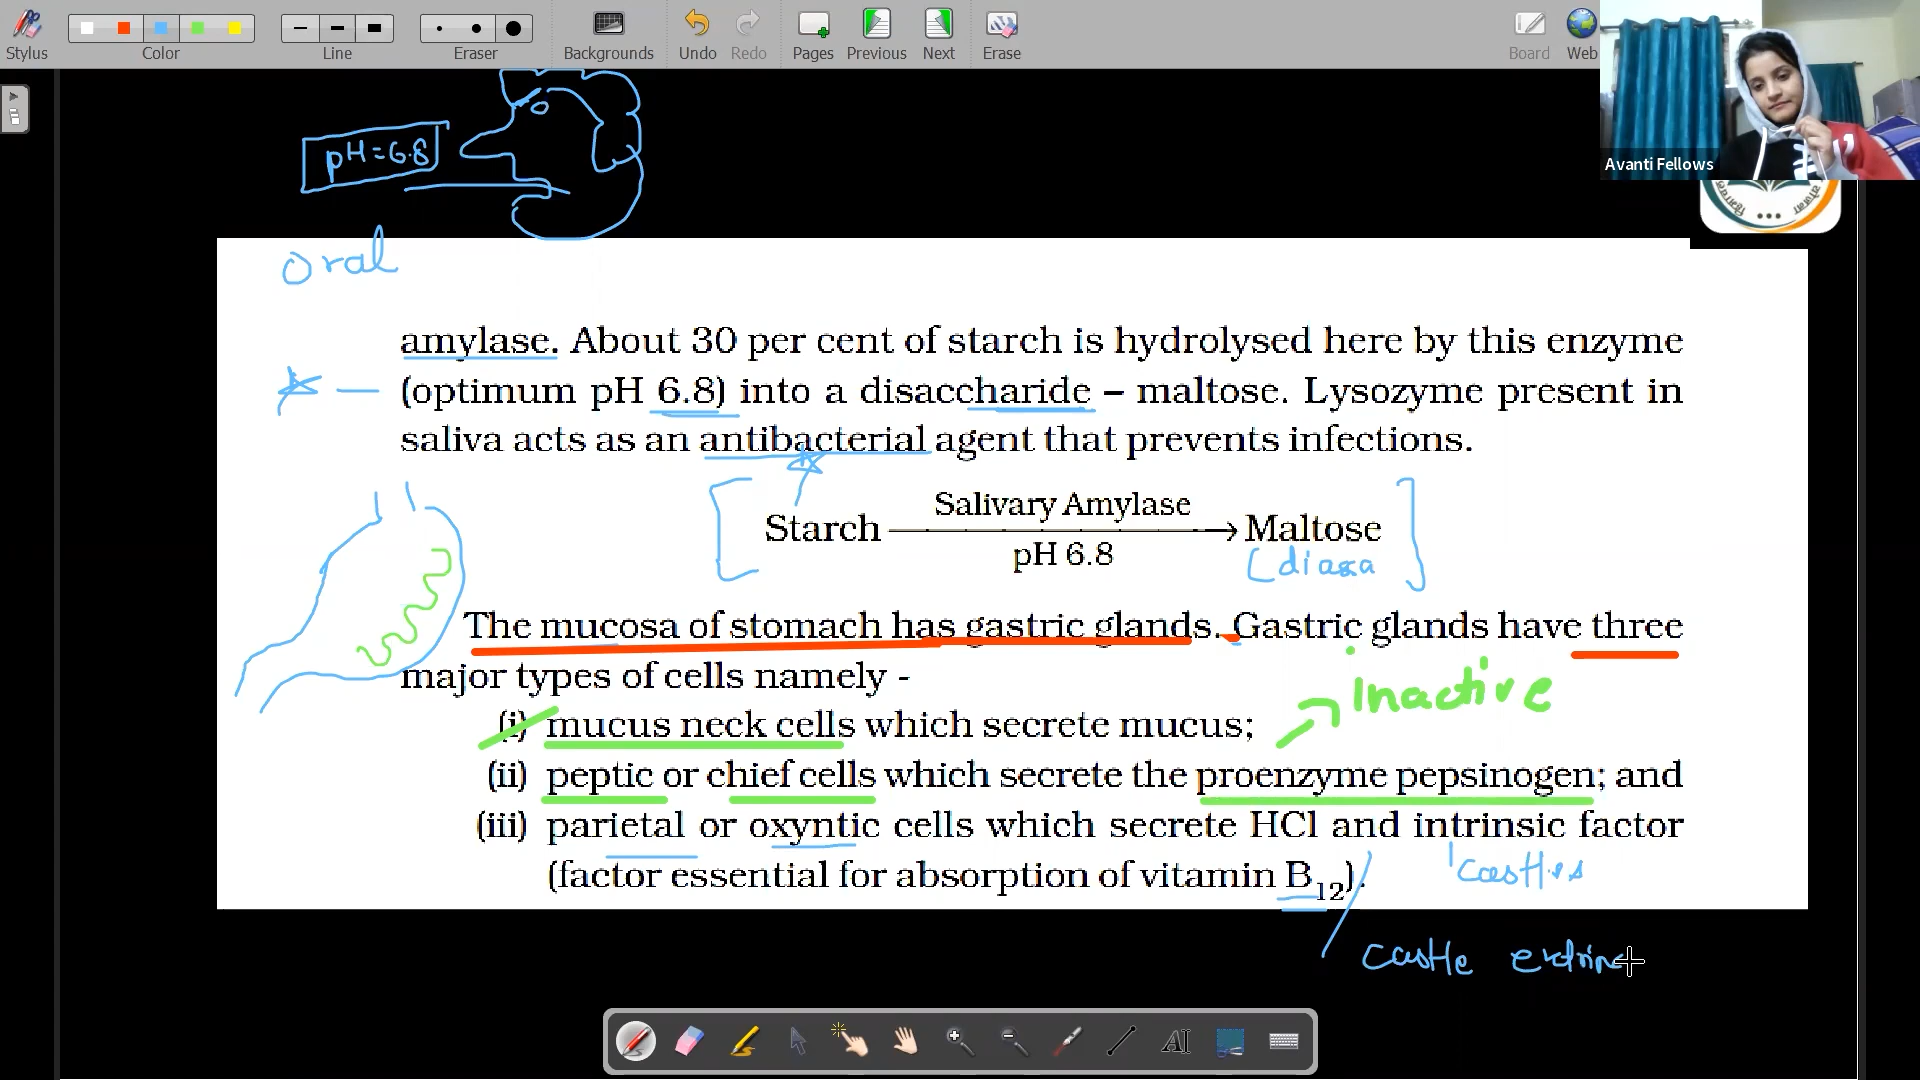 Stylus Color Line Eraser Backgrounds Undo Redo Pages Previous Next Erase Board Web
Avanti Fellows
pH=6.8
oral
amylase. About 30 per cent of starch is hydrolysed here by this enzyme
(optimum pH 6.8) into a disaccharide – maltose. Lysozyme present in
saliva acts as an antibacterial agent that prevents infections.
Salivary Amylase
Starch Maltose
pH 6.8
The mucosa of stomach has gastric glands. Gastric glands have three
major types of cells namely -
Inactive
(i) mucus neck cells which secrete mucus;
(ii) peptic or chief cells which secrete the proenzyme pepsinogen; and
(iii) parietal or oxyntic cells which secrete HCl and intrinsic factor
(factor essential for absorption of vitamin B12).
castles
castle extrin
AI